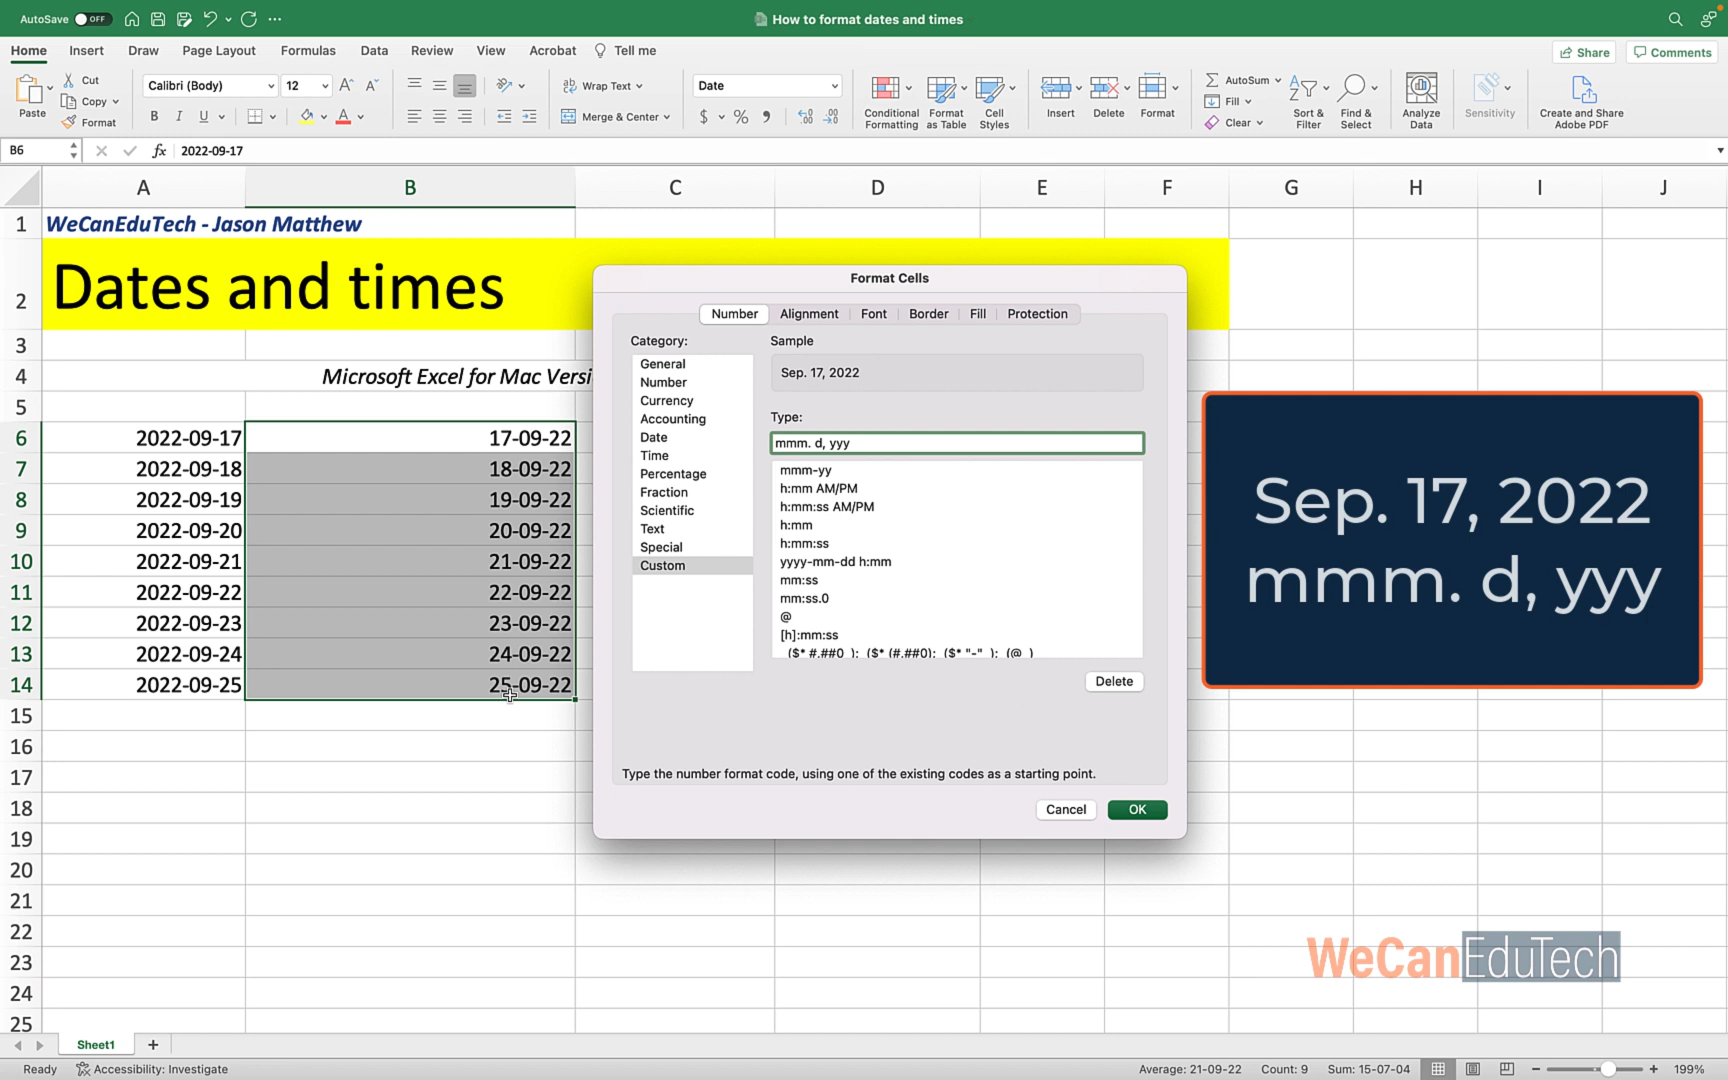 AutoSave OFF
How to format dates and times
Home Insert Draw Page Layout Formulas Data Review View Acrobat Tell me
Share Comments
Paste
Cut
Copy
Format
Calibri (Body) 12
B I U
Wrap Text
Merge & Center
Date
$ %
Conditional Formatting
Format as Table
Cell Styles
Insert
Delete
Format
AutoSum
Fill
Clear
Sort & Filter
Find & Select
Analyze Data
Sensitivity
Create and Share Adobe PDF
B6 fx 2022-09-17
A B C D E F G H I J
1 WeCanEduTech - Jason Matthew
2 Dates and times
3
4 Microsoft Excel for Mac Versi
5
6 2022-09-17 17-09-22
7 2022-09-18 18-09-22
8 2022-09-19 19-09-22
9 2022-09-20 20-09-22
10 2022-09-21 21-09-22
11 2022-09-22 22-09-22
12 2022-09-23 23-09-22
13 2022-09-24 24-09-22
14 2022-09-25 25-09-22
15
16
17
18
19
20
21
22
23
24
25
Format Cells
Number Alignment Font Border Fill Protection
Category:
General
Number
Currency
Accounting
Date
Time
Percentage
Fraction
Scientific
Text
Special
Custom
Sample
Sep. 17, 2022
Type:
mmm. d, yyy
mmm-yy
h:mm AM/PM
h:mm:ss AM/PM
h:mm
h:mm:ss
yyyy-mm-dd h:mm
mm:ss
mm:ss.0
@
[h]:mm:ss
_($* #,##0_);_($* (#,##0);_($* "-"_);_(@_)
Delete
Type the number format code, using one of the existing codes as a starting point.
Cancel OK
Sep. 17, 2022
mmm. d, yyy
WeCanEduTech
Sheet1 +
Ready Accessibility: Investigate
Average: 21-09-22 Count: 9 Sum: 15-07-04 199%